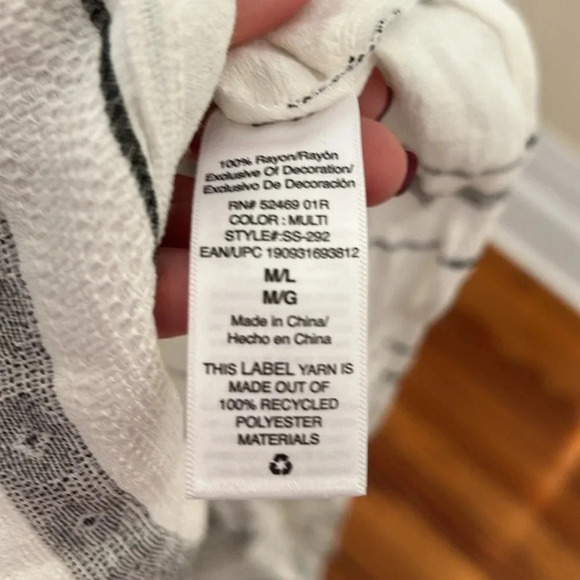 100% Rayon/Rayón
Exclusive Of Decoration/
Exclusivo De Decoración
RN# 52469 01R
COLOR : MULTI
STYLE#:SS-292
EAN/UPC 190931693812
M/L
M/G
Made in China/
Hecho en China
THIS LABEL YARN IS
MADE OUT OF
100% RECYCLED
POLYESTER
MATERIALS